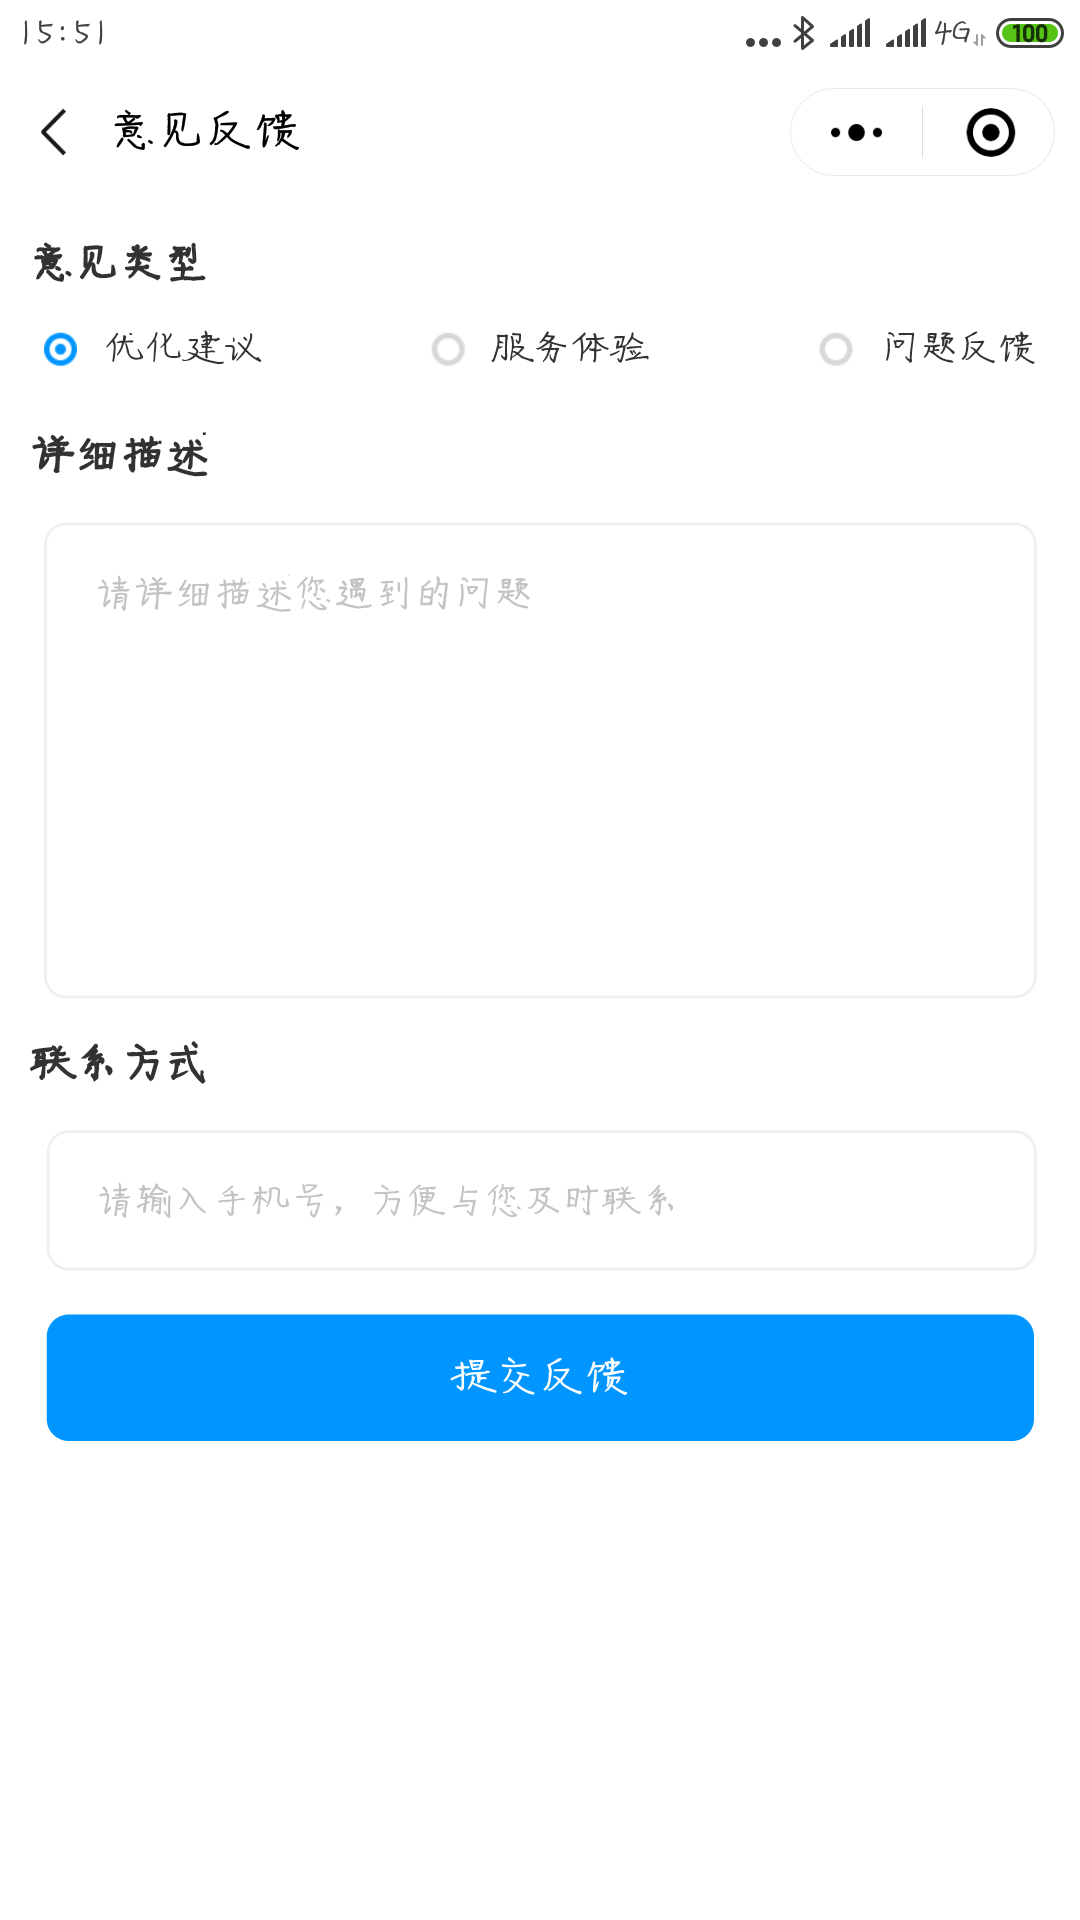 15:51 4G 100
意见反馈
意见类型
优化建议 服务体验 问题反馈
详细描述
请详细描述您遇到的问题
联系方式
请输入手机号，方便与您及时联系
提交反馈